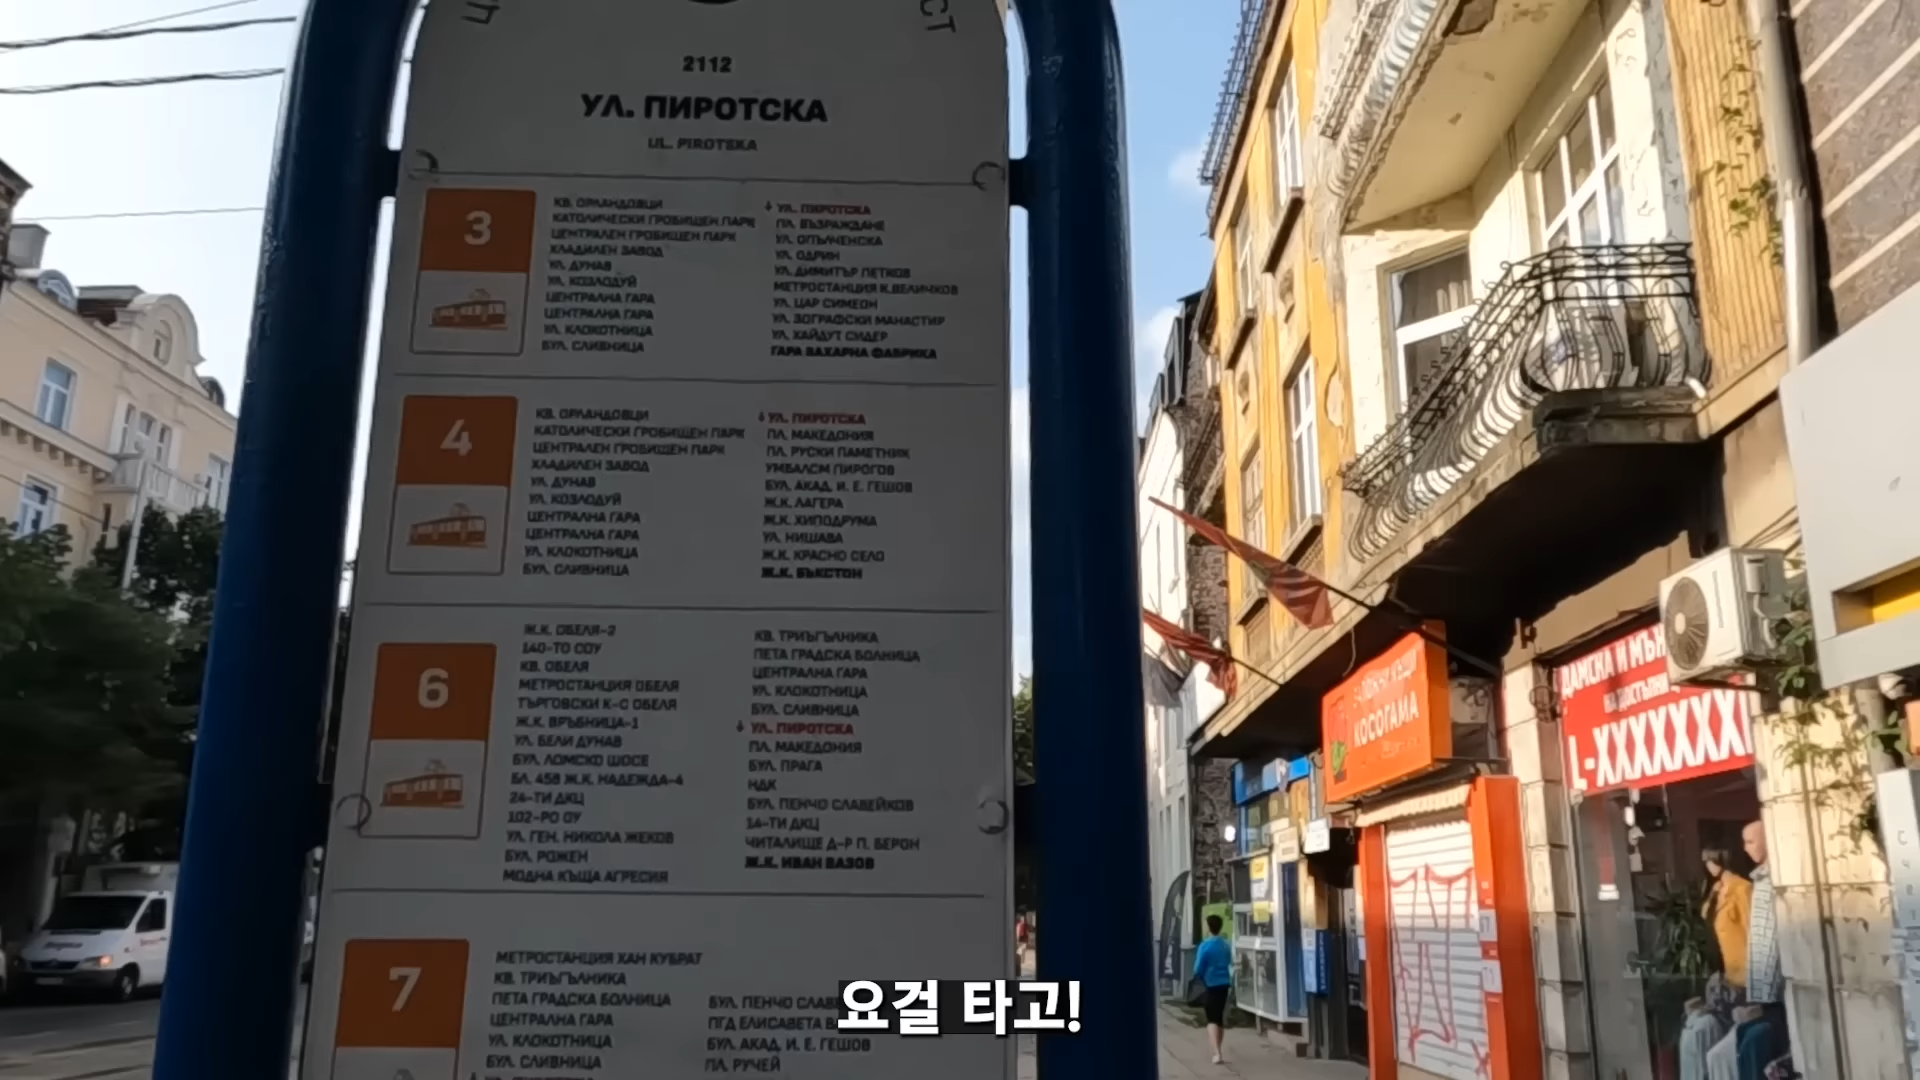 2112
УЛ. ПИРОТСКА
UL. PIROTSKA
3
КВ. ОРЛАНДОВЦИ
КАТОЛИЧЕСКИ ГРОБИЩЕН ПАРК
ЦЕНТРАЛЕН ГРОБИЩЕН ПАРК
ХЛАДИЛЕН ЗАВОД
УЛ. ДУНАВ
УЛ. КОЗЛОДУЙ
ЦЕНТРАЛНА ГАРА
ЦЕНТРАЛНА ГАРА
УЛ. КЛОКОТНИЦА
БУЛ. СЛИВНИЦА
↓ УЛ. ПИРОТСКА
ПЛ. ВЪЗРАЖДАНЕ
УЛ. ОПЪЛЧЕНСКА
УЛ. ОДРИН
УЛ. ДИМИТЪР ПЕТКОВ
МЕТРОСТАНЦИЯ К.ВЕЛИЧКОВ
УЛ. ЦАР СИМЕОН
УЛ. ЗОГРАФСКИ МАНАСТИР
УЛ. ХАЙДУТ СИДЕР
ГАРА ЗАХАРНА ФАБРИКА
4
КВ. ОРЛАНДОВЦИ
КАТОЛИЧЕСКИ ГРОБИЩЕН ПАРК
ЦЕНТРАЛЕН ГРОБИЩЕН ПАРК
ХЛАДИЛЕН ЗАВОД
УЛ. ДУНАВ
УЛ. КОЗЛОДУЙ
ЦЕНТРАЛНА ГАРА
ЦЕНТРАЛНА ГАРА
УЛ. КЛОКОТНИЦА
БУЛ. СЛИВНИЦА
↓ УЛ. ПИРОТСКА
ПЛ. МАКЕДОНИЯ
ПЛ. РУСКИ ПАМЕТНИК
УМБАЛСМ ПИРОГОВ
БУЛ. АКАД. И. Е. ГЕШОВ
Ж.К. ЛАГЕРА
Ж.К. ХИПОДРУМА
УЛ. НИШАВА
Ж.К. КРАСНО СЕЛО
Ж.К. БЪКСТОН
6
Ж.К. ОБЕЛЯ-2
140-ТО СОУ
КВ. ОБЕЛЯ
МЕТРОСТАНЦИЯ ОБЕЛЯ
ТЪРГОВСКИ К-С ОБЕЛЯ
Ж.К. ВРЪБНИЦА-1
УЛ. БЕЛИ ДУНАВ
БУЛ. ЛОМСКО ШОСЕ
БЛ. 458 Ж.К. НАДЕЖДА-4
24-ТИ ДКЦ
102-РО ОУ
УЛ. ГЕН. НИКОЛА ЖЕКОВ
БУЛ. РОЖЕН
МОДНА КЪЩА АГРЕСИЯ
КВ. ТРИЪГЪЛНИКА
ПЕТА ГРАДСКА БОЛНИЦА
ЦЕНТРАЛНА ГАРА
УЛ. КЛОКОТНИЦА
БУЛ. СЛИВНИЦА
↓ УЛ. ПИРОТСКА
ПЛ. МАКЕДОНИЯ
БУЛ. ПРАГА
НДК
БУЛ. ПЕНЧО СЛАВЕЙКОВ
14-ТИ ДКЦ
ЧИТАЛИЩЕ Д-Р П. БЕРОН
Ж.К. ИВАН ВАЗОВ
7
МЕТРОСТАНЦИЯ ХАН КУБРАТ
КВ. ТРИЪГЪЛНИКА
ПЕТА ГРАДСКА БОЛНИЦА
ЦЕНТРАЛНА ГАРА
УЛ. КЛОКОТНИЦА
БУЛ. СЛИВНИЦА
БУЛ. ПЕНЧО
ПГД ЕЛИСАВЕТА
БУЛ. АКАД. И. Е. ГЕШОВ
ПЛ. РУЧЕЙ
КОСОГАМА
ДАМСКА И
L-XXXXXXX
요걸 타고!